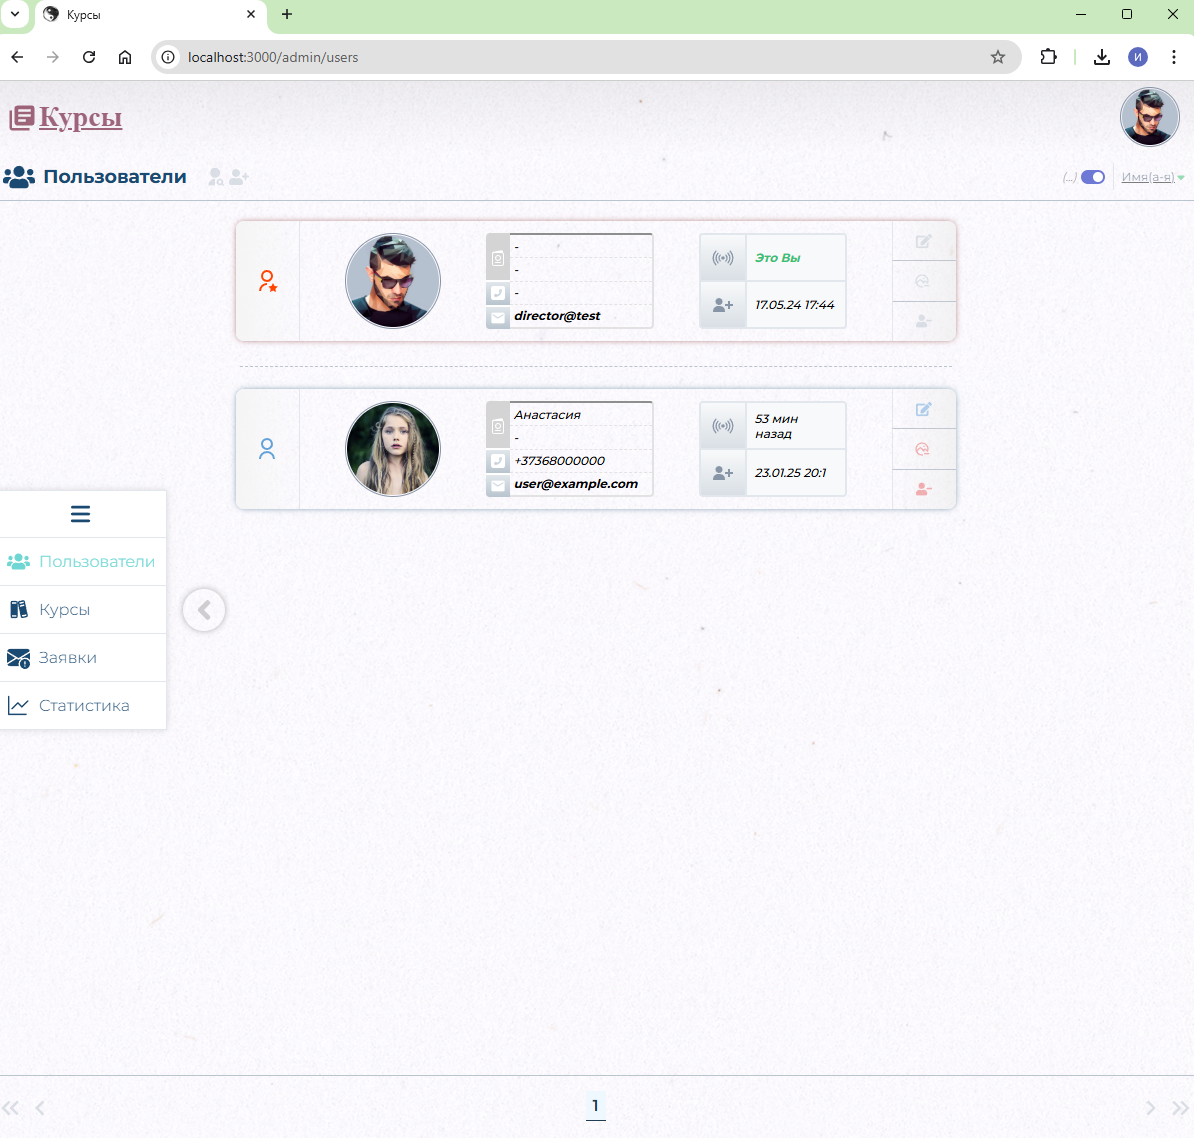 Курсы
localhost:3000/admin/users
И
Курсы
Пользователи
(...)
Имя(а-я)
-
-
-
director@test
Это Вы
17.05.24 17:44
Анастасия
-
+37368000000
user@example.com
53 мин
назад
23.01.25 20:1
Пользователи
Курсы
Заявки
Статистика
1